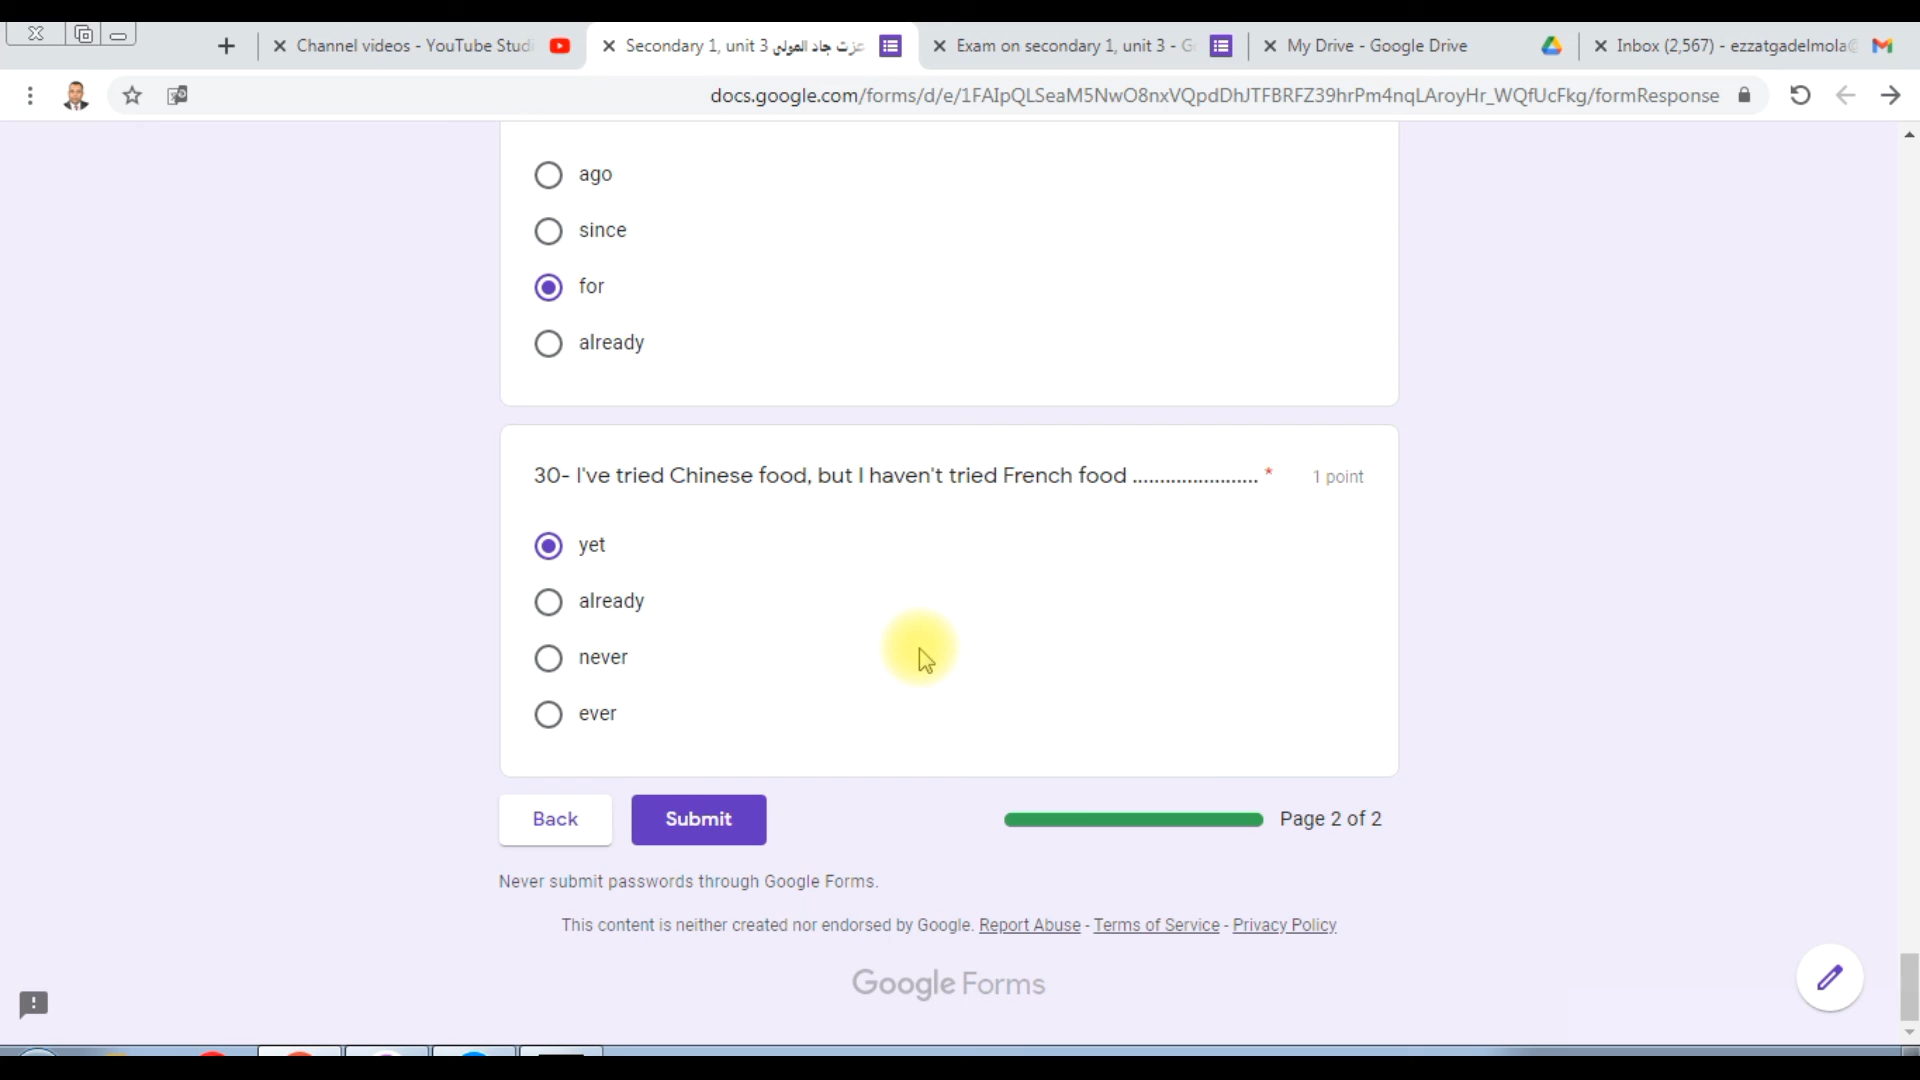 Channel videos - YouTube Studi
Secondary 1, unit 3 عزت جاد المولى
Exam on secondary 1, unit 3 - Go
My Drive - Google Drive
Inbox (2,567) - ezzatgadelmola@
docs.google.com/forms/d/e/1FAIpQLSeaM5NwO8nxVQpdDhJTFBRFZ39hrPm4nqLAroyHr_WQfUcFkg/formResponse
ago
since
for
already
30- I've tried Chinese food, but I haven't tried French food ....................... *
1 point
yet
already
never
ever
Back
Submit
Page 2 of 2
Never submit passwords through Google Forms.
This content is neither created nor endorsed by Google. Report Abuse - Terms of Service - Privacy Policy
Google Forms